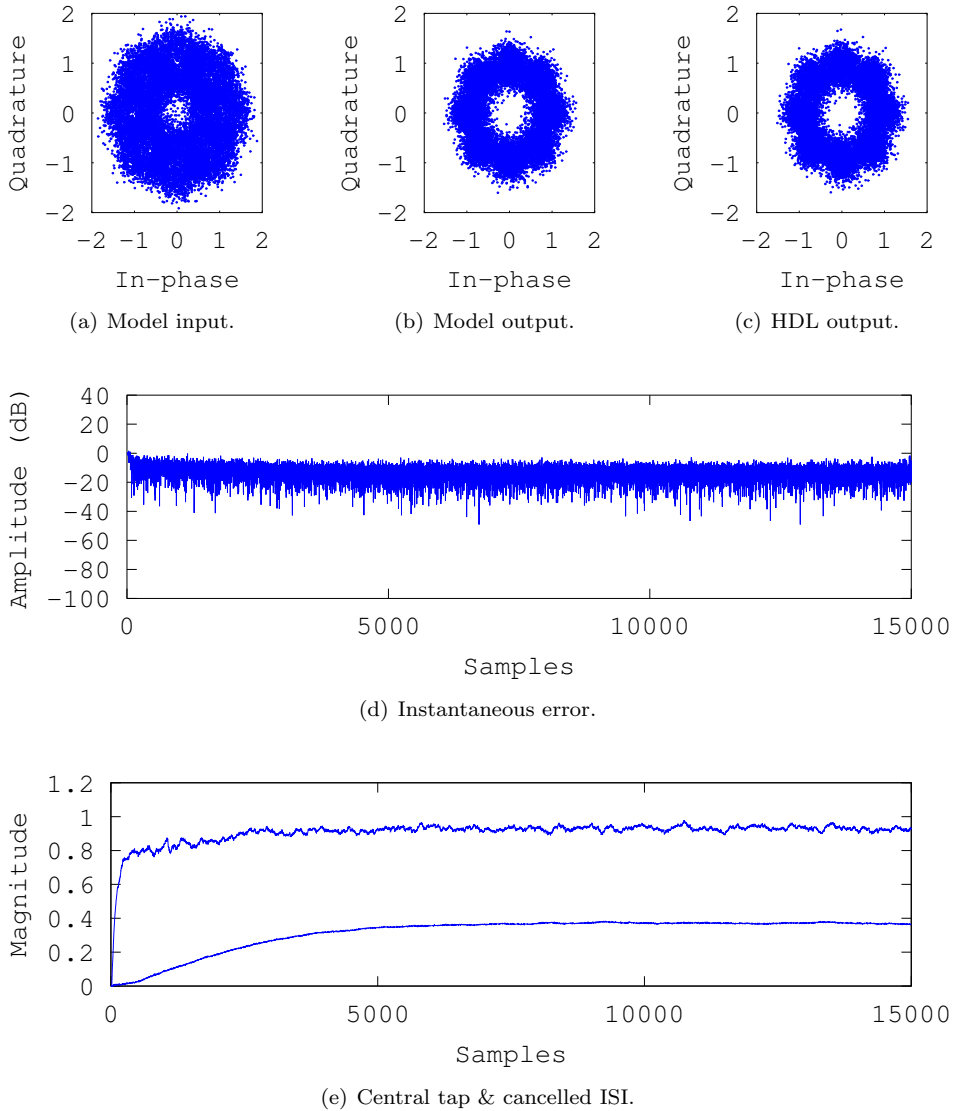 2
1
0
−1
−2
Quadrature
−2 −1 0 1 2
In−phase
(a) Model input.
2
1
0
−1
−2
Quadrature
−2 −1 0 1 2
In−phase
(b) Model output.
2
1
0
−1
−2
Quadrature
−2 −1 0 1 2
In−phase
(c) HDL output.
40
20
0
−20
−40
−60
−80
−100
Amplitude (dB)
0 5000 10000 15000
Samples
(d) Instantaneous error.
1.2
1
0.8
0.6
0.4
0.2
0
Magnitude
0 5000 10000 15000
Samples
(e) Central tap & cancelled ISI.